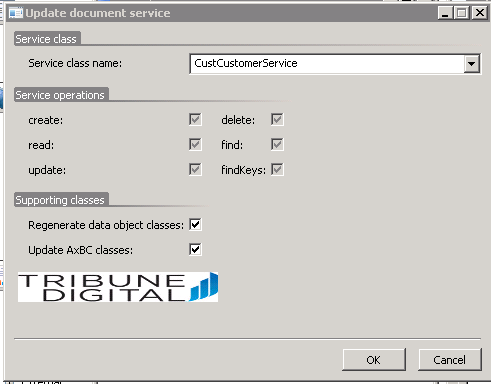 Update document service
Service class
Service class name: CustCustomerService
Service operations
create: delete:
read: find:
update: findKeys:
Supporting classes
Regenerate data object classes:
Update AxBC classes:
TRIBUNE
DIGITAL
OK Cancel